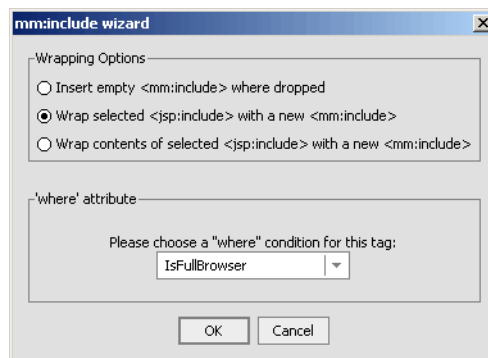 mm:include wizard
Wrapping Options
Insert empty <mm:include> where dropped
Wrap selected <jsp:include> with a new <mm:include>
Wrap contents of selected <jsp:include> with a new <mm:include>
'where' attribute
Please choose a "where" condition for this tag:
IsFullBrowser
OK Cancel